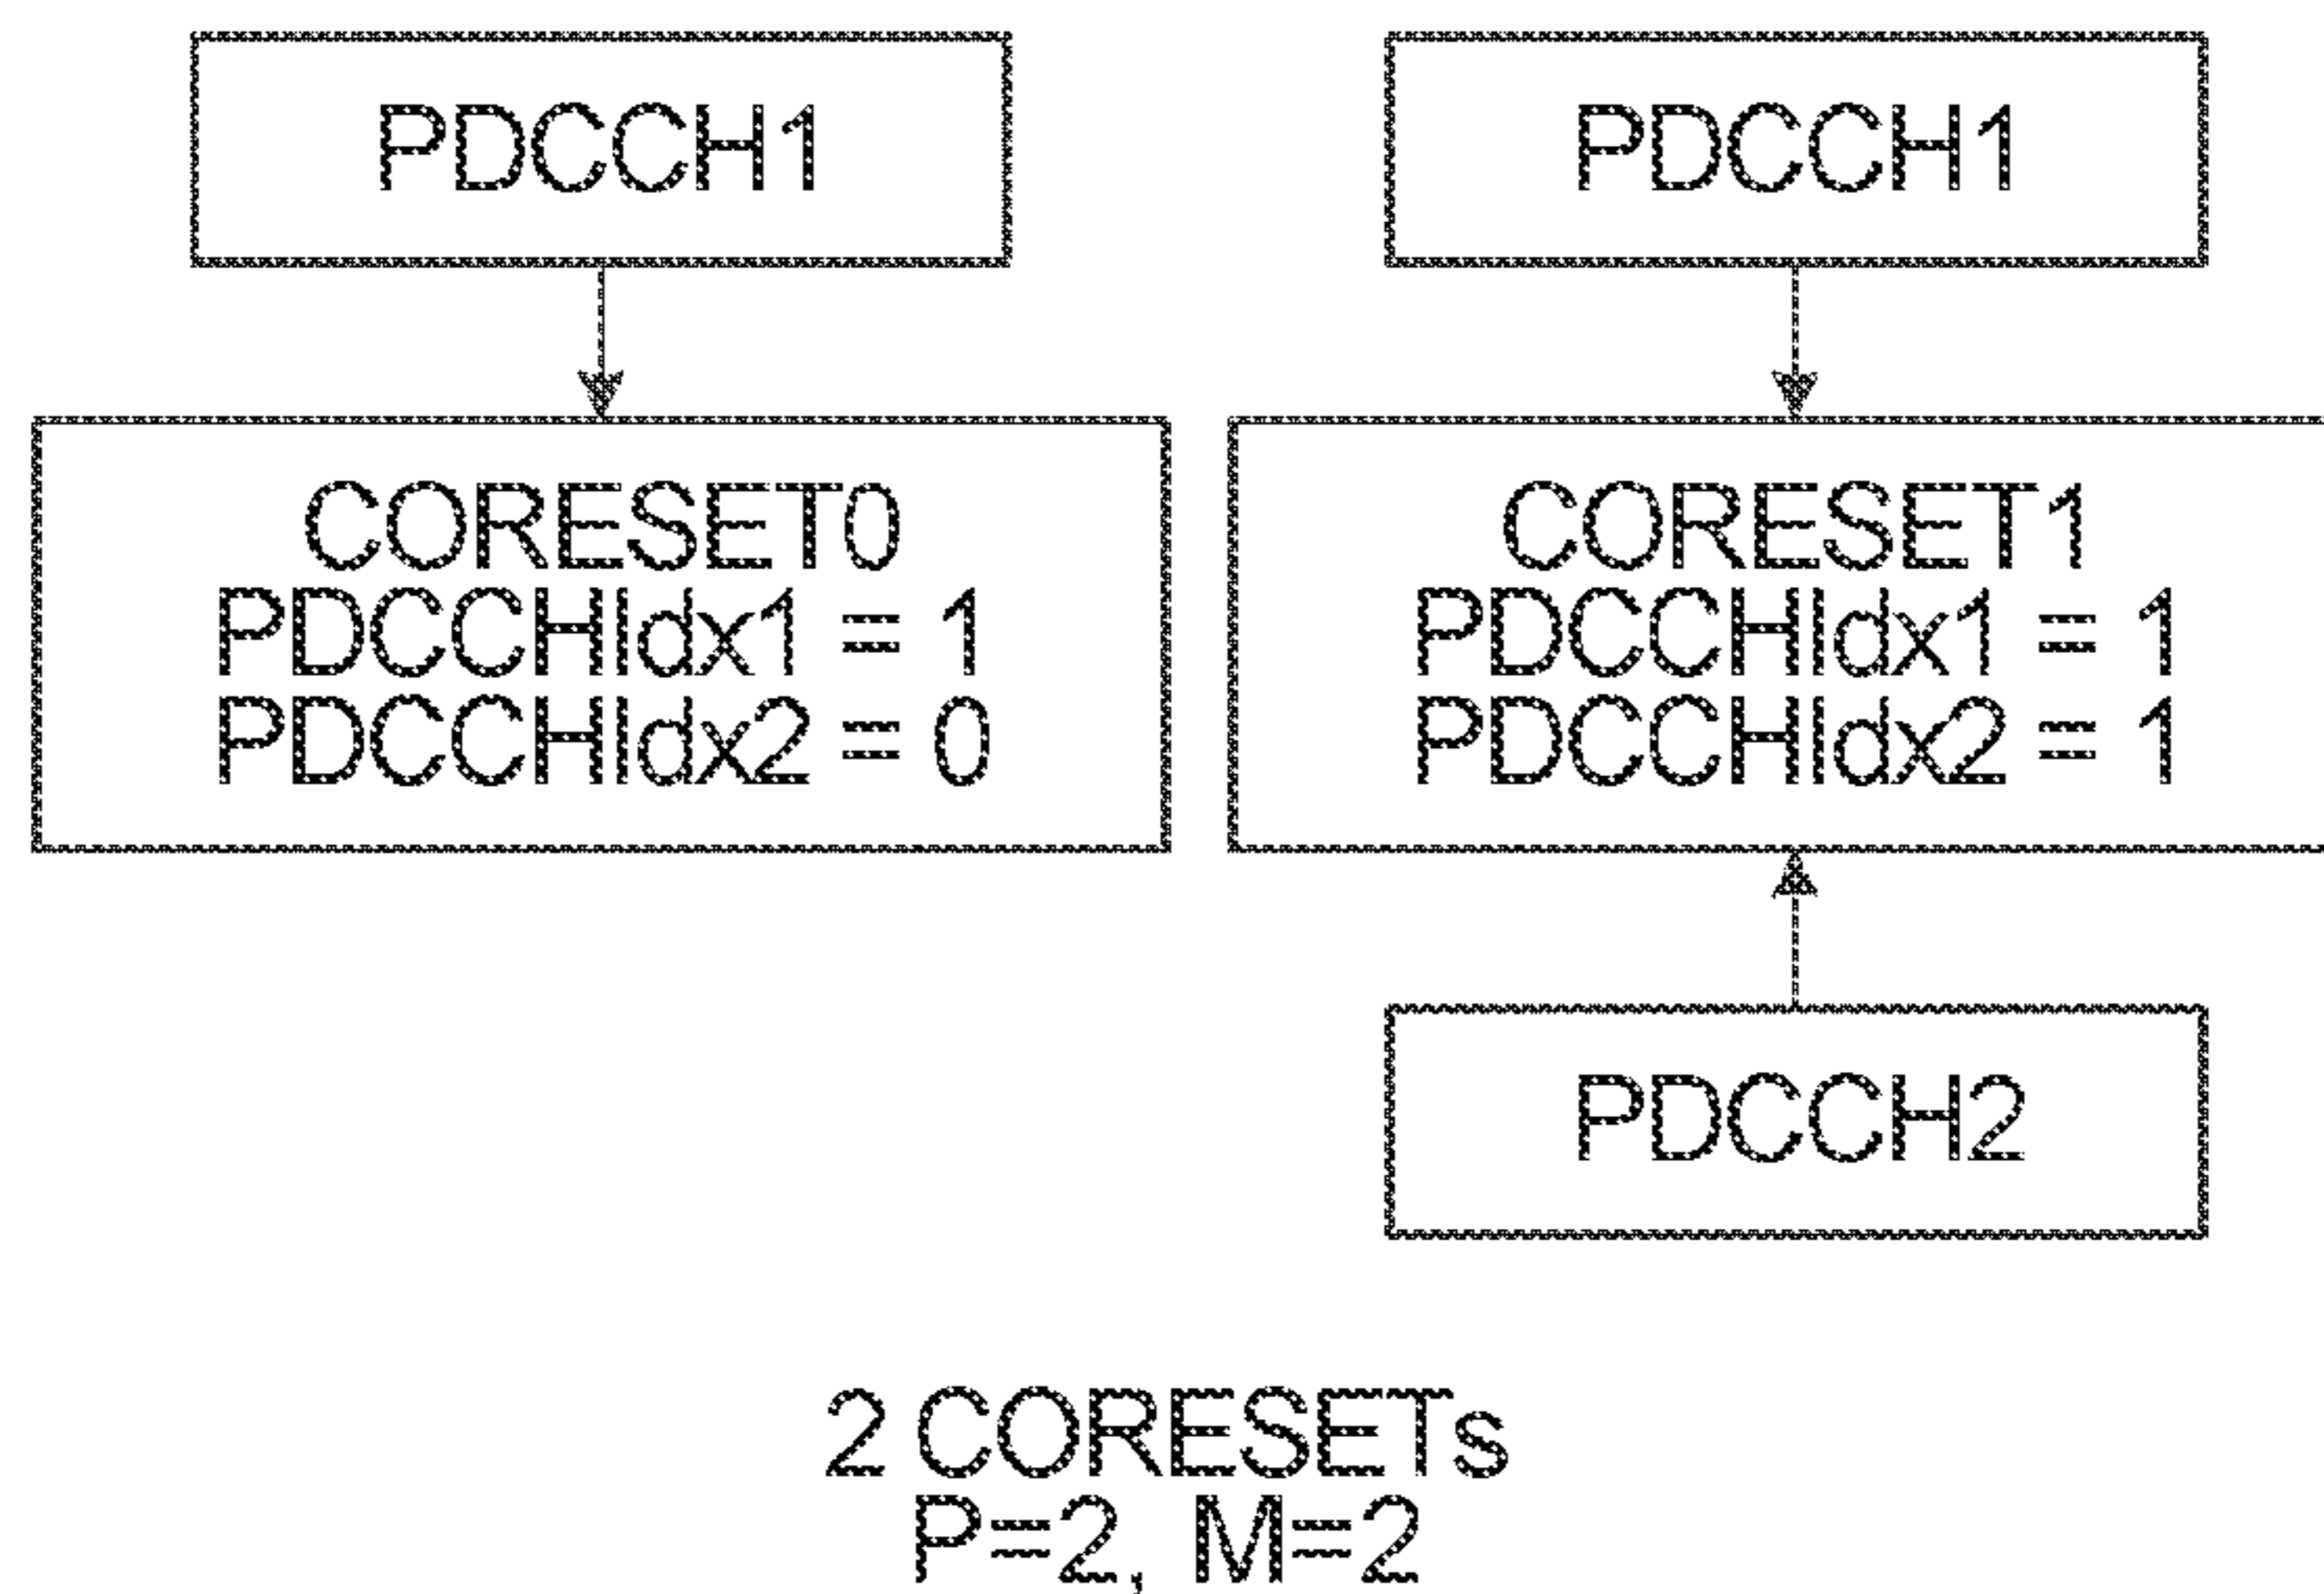 PDCCH1
PDCCH1
CORESET0
PDCCHIdx1 = 1
PDCCHIdx2 = 0
CORESET1
PDCCHIdx1 = 1
PDCCHIdx2 = 1
PDCCH2
2 CORESETs
P=2, M=2